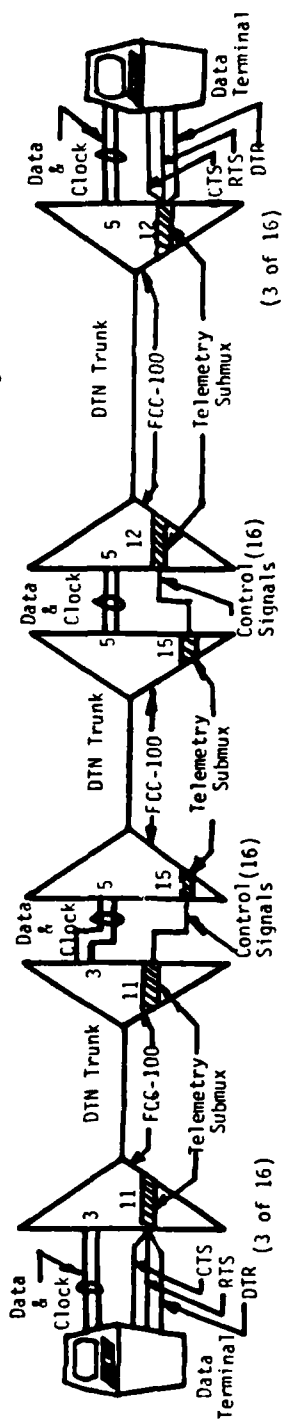 Data
&
Clock
3
11
CTS
RTS
DTR
Data
Terminal
(3 of 16)
DTN Trunk
FCC-100
Telemetry
Submux
3
11
Data
&
Clock
5
15
Control (16)
Signals
DTN Trunk
FCC-100
Telemetry
Submux
5
15
Data
&
Clock
5
12
Control (16)
Signals
DTN Trunk
FCC-100
Telemetry
Submux
5
12
Data
&
Clock
CTS
RTS
DTR
Data
Terminal
(3 of 16)